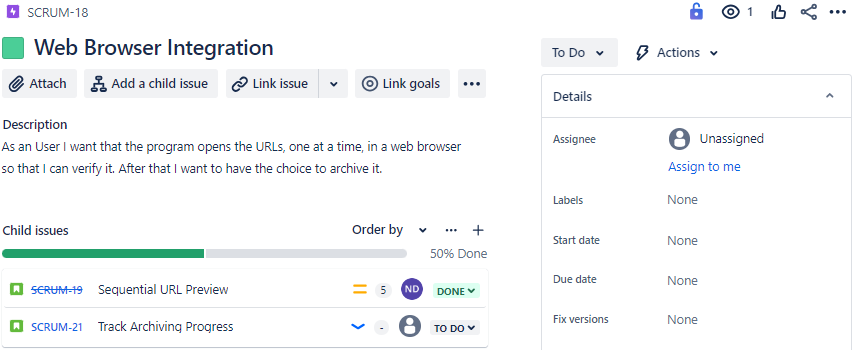 SCRUM-18
1
Web Browser Integration
Attach
Add a child issue
Link issue
Link goals
Description
As an User I want that the program opens the URLs, one at a time, in a web browser
so that I can verify it. After that I want to have the choice to archive it.
Child issues
Order by
50% Done
SCRUM-19 Sequential URL Preview 5 ND DONE
SCRUM-21 Track Archiving Progress - TO DO
To Do
Actions
Details
Assignee Unassigned
Assign to me
Labels None
Start date None
Due date None
Fix versions None